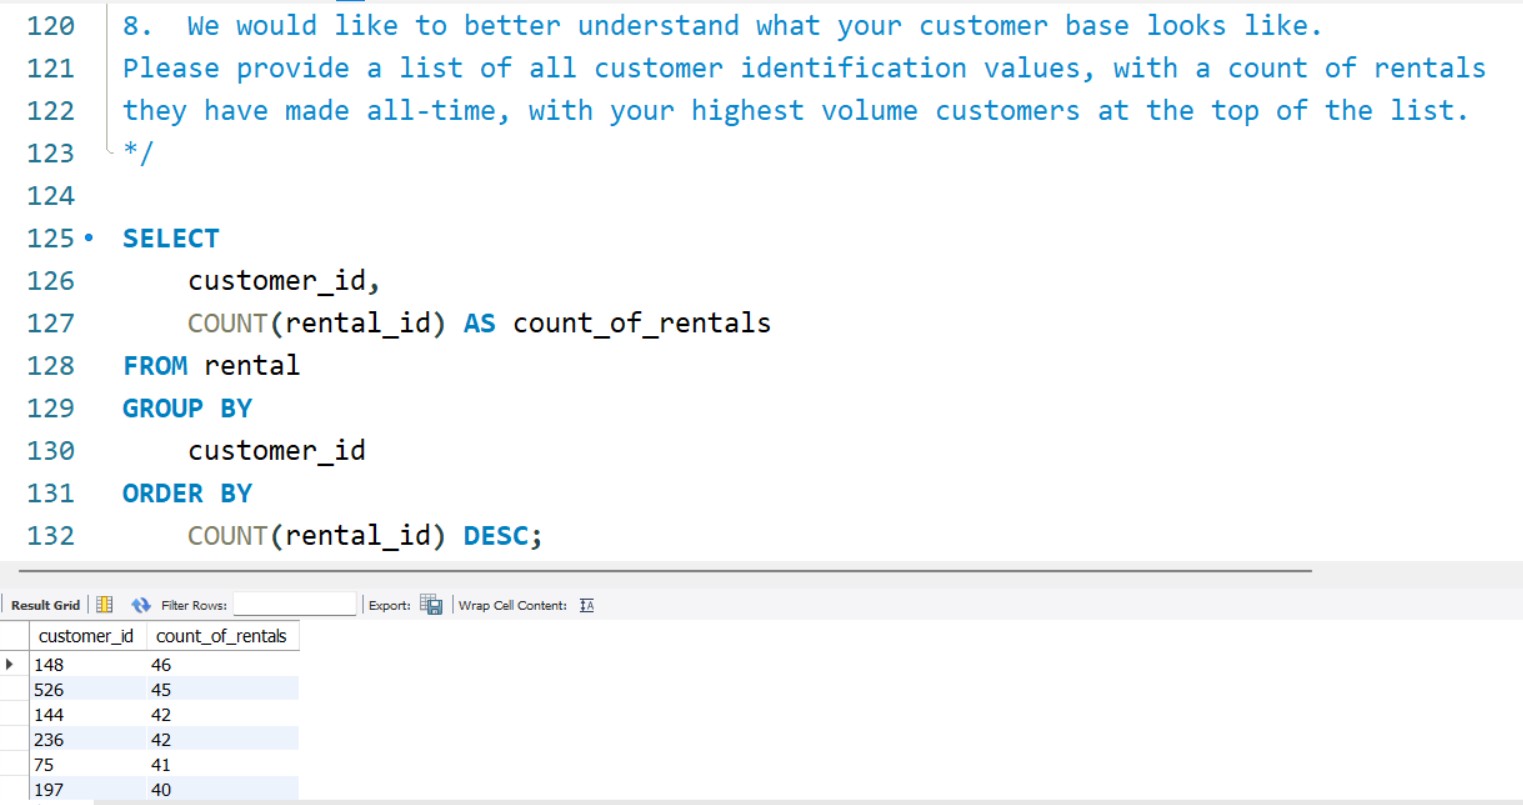 120 8.  We would like to better understand what your customer base looks like.
121 Please provide a list of all customer identification values, with a count of rentals
122 they have made all-time, with your highest volume customers at the top of the list.
123 */
124
125 SELECT
126     customer_id,
127     COUNT(rental_id) AS count_of_rentals
128 FROM rental
129 GROUP BY
130     customer_id
131 ORDER BY
132     COUNT(rental_id) DESC;
Result Grid Filter Rows: Export: Wrap Cell Content: IA
customer_id count_of_rentals
148 46
526 45
144 42
236 42
75 41
197 40